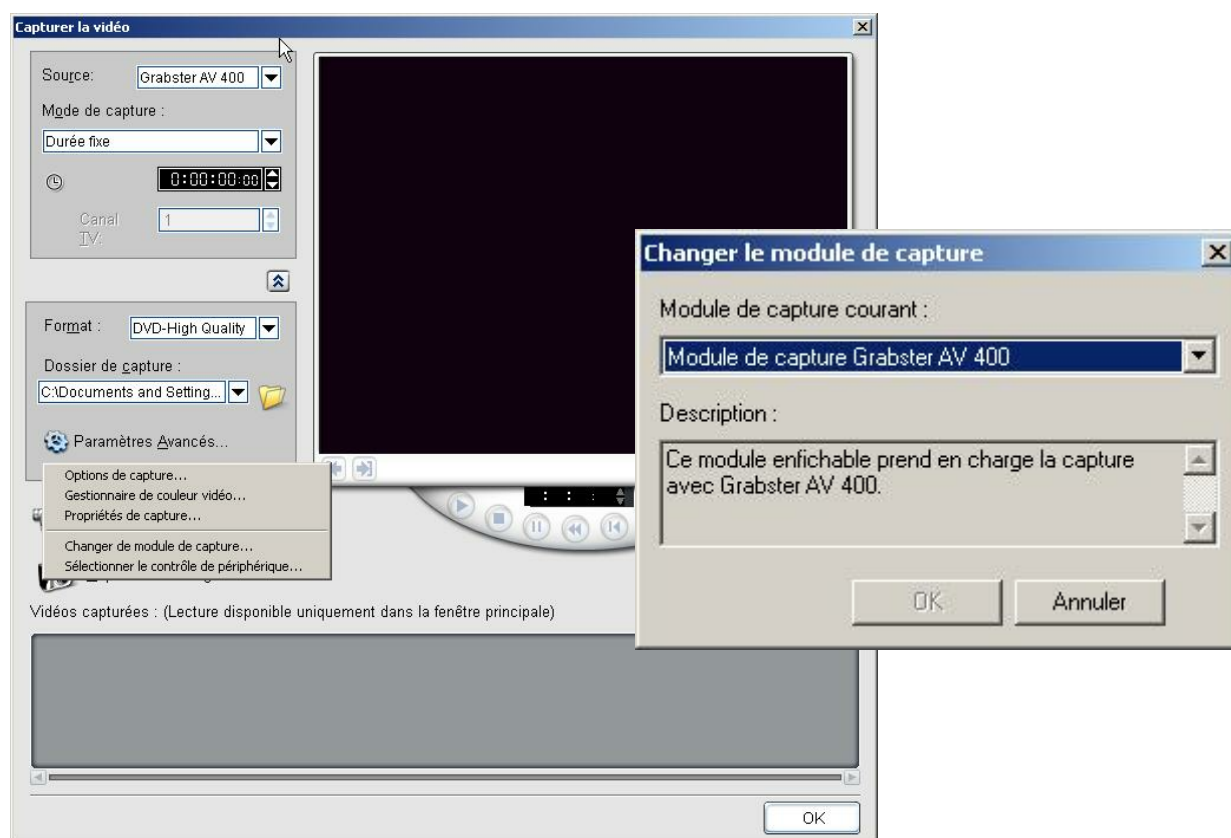 Capturer la vidéo
Source:
Grabster AV 400
Mode de capture :
Durée fixe
0:00:00:00
Canal
TV:
1
Format :
DVD-High Quality
Dossier de capture :
C:\Documents and Setting...
Paramètres Avancés...
Options de capture...
Gestionnaire de couleur vidéo...
Propriétés de capture...
Changer de module de capture...
Sélectionner le contrôle de périphérique...
: : :
Vidéos capturées : (Lecture disponible uniquement dans la fenêtre principale)
OK
Changer le module de capture
Module de capture courant :
Module de capture Grabster AV 400
Description :
Ce module enfichable prend en charge la capture
avec Grabster AV 400.
OK
Annuler